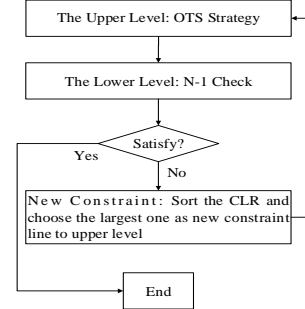 The Upper Level: OTS Strategy
The Lower Level: N-1 Check
Satisfy?
Yes
No
New Constraint: Sort the CLR and
choose the largest one as new constraint
line to upper level
End